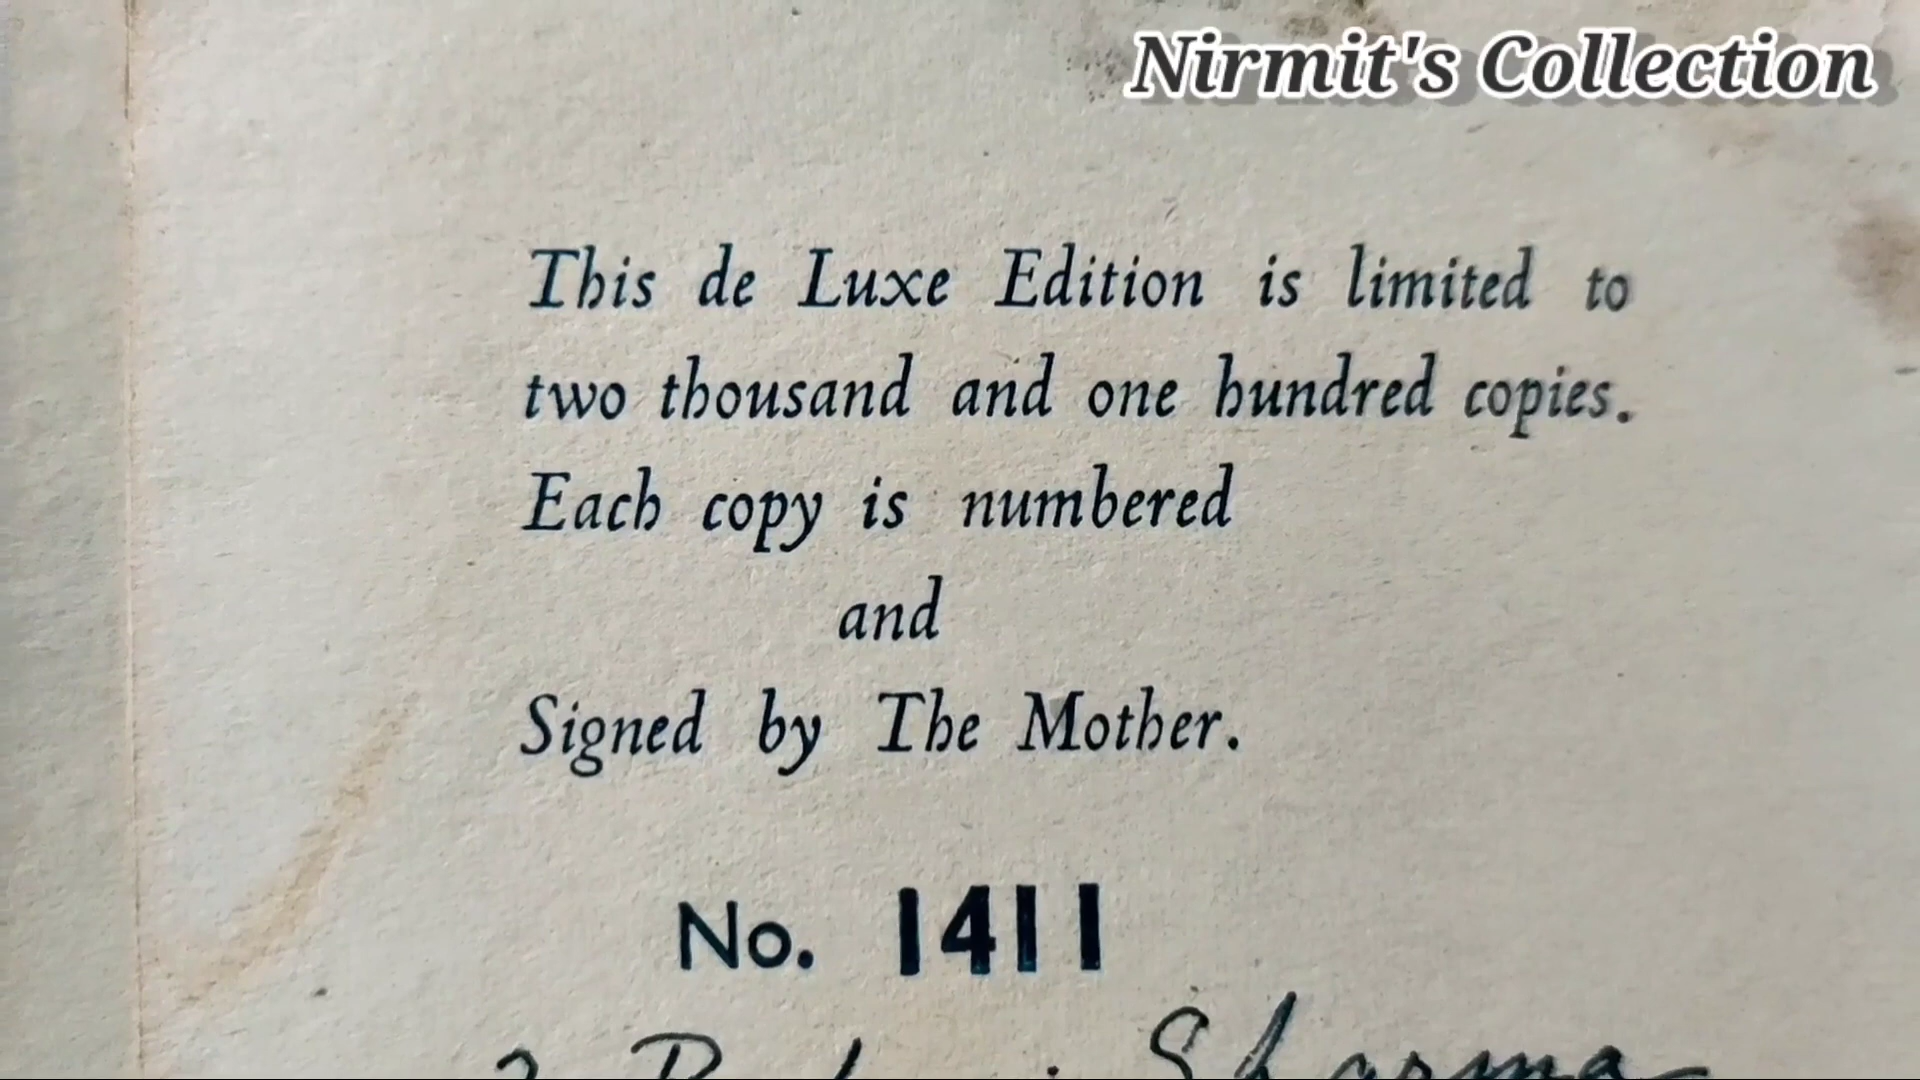 Nirmit's Collection
This de Luxe Edition is limited to
two thousand and one hundred copies.
Each copy is numbered
and
Signed by The Mother.
No. 1411
Sharma